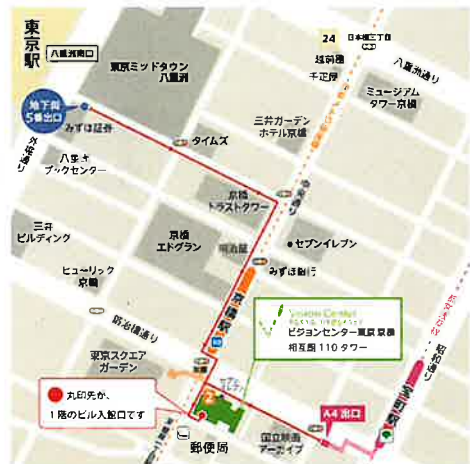 東京駅
八重洲南口
東京ミッドタウン
八重洲
地下街
5番出口
みずほ証券
外堀通り
八重洲
ブックセンター
タイムズ
24
日本橋三丁目
越前屋
千疋屋
八重洲通り
ミュージアム
タワー京橋
三井ガーデン
ホテル京橋
京橋
トラストタワー
中央通り
三井
ビルディング
京橋
エドグラン
明治屋
セブンイレブン
みずほ銀行
ヒューリック
京橋
京橋駅
鍛冶橋通り
Vision Center
ビジョンセンター東京京橋
相互館110タワー
東京スクエア
ガーデン
京橋
昭和通り
宝町駅
丸印先が、
1階のビル入館口です
A4出口
郵便局
国立映画
アーカイブ